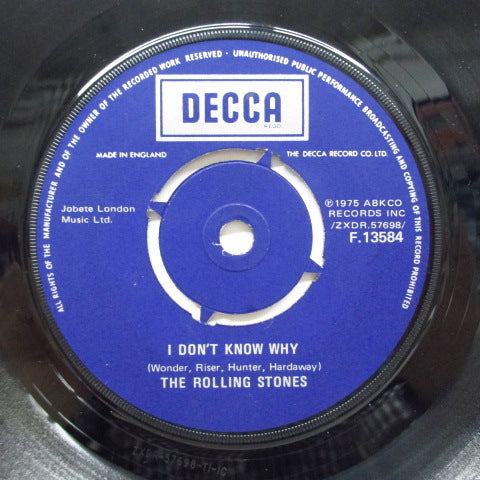 ALL RIGHTS OF THE MANUFACTURER AND OF THE OWNER OF THE RECORDED WORK RESERVED · UNAUTHORISED PUBLIC PERFORMANCE BROADCASTING AND COPYING OF THIS RECORD PROHIBITED
DECCA
MADE IN ENGLAND
THE DECCA RECORD CO. LTD.
Jobete London
Music Ltd.
℗1975 ABKCO
RECORDS INC
/ZXDR.57698/
F.13584
I DON'T KNOW WHY
(Wonder, Riser, Hunter, Hardaway)
THE ROLLING STONES